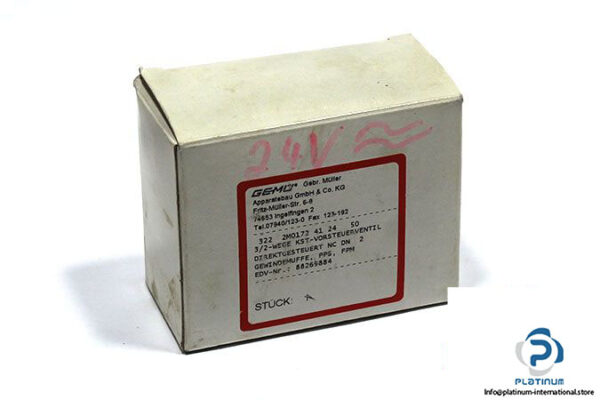 24V ≂
GEMÜ® Gebr. Müller
Apparatebau GmbH & Co. KG
Fritz-Müller-Str. 6-8
74653 Ingelfingen 2
Tel.07940/123-0 Fax 123-192
322 2M0172 41 24 50
3/2-WEGE KST.-VORSTEUERVENTIL
DIREKTGESTEUERT NC DN 2
GEWINDEMUFFE, PPS, FPM
EDV-Nr.: 88269884
STÜCK:
PLATINUM
Info@platinum-international.store